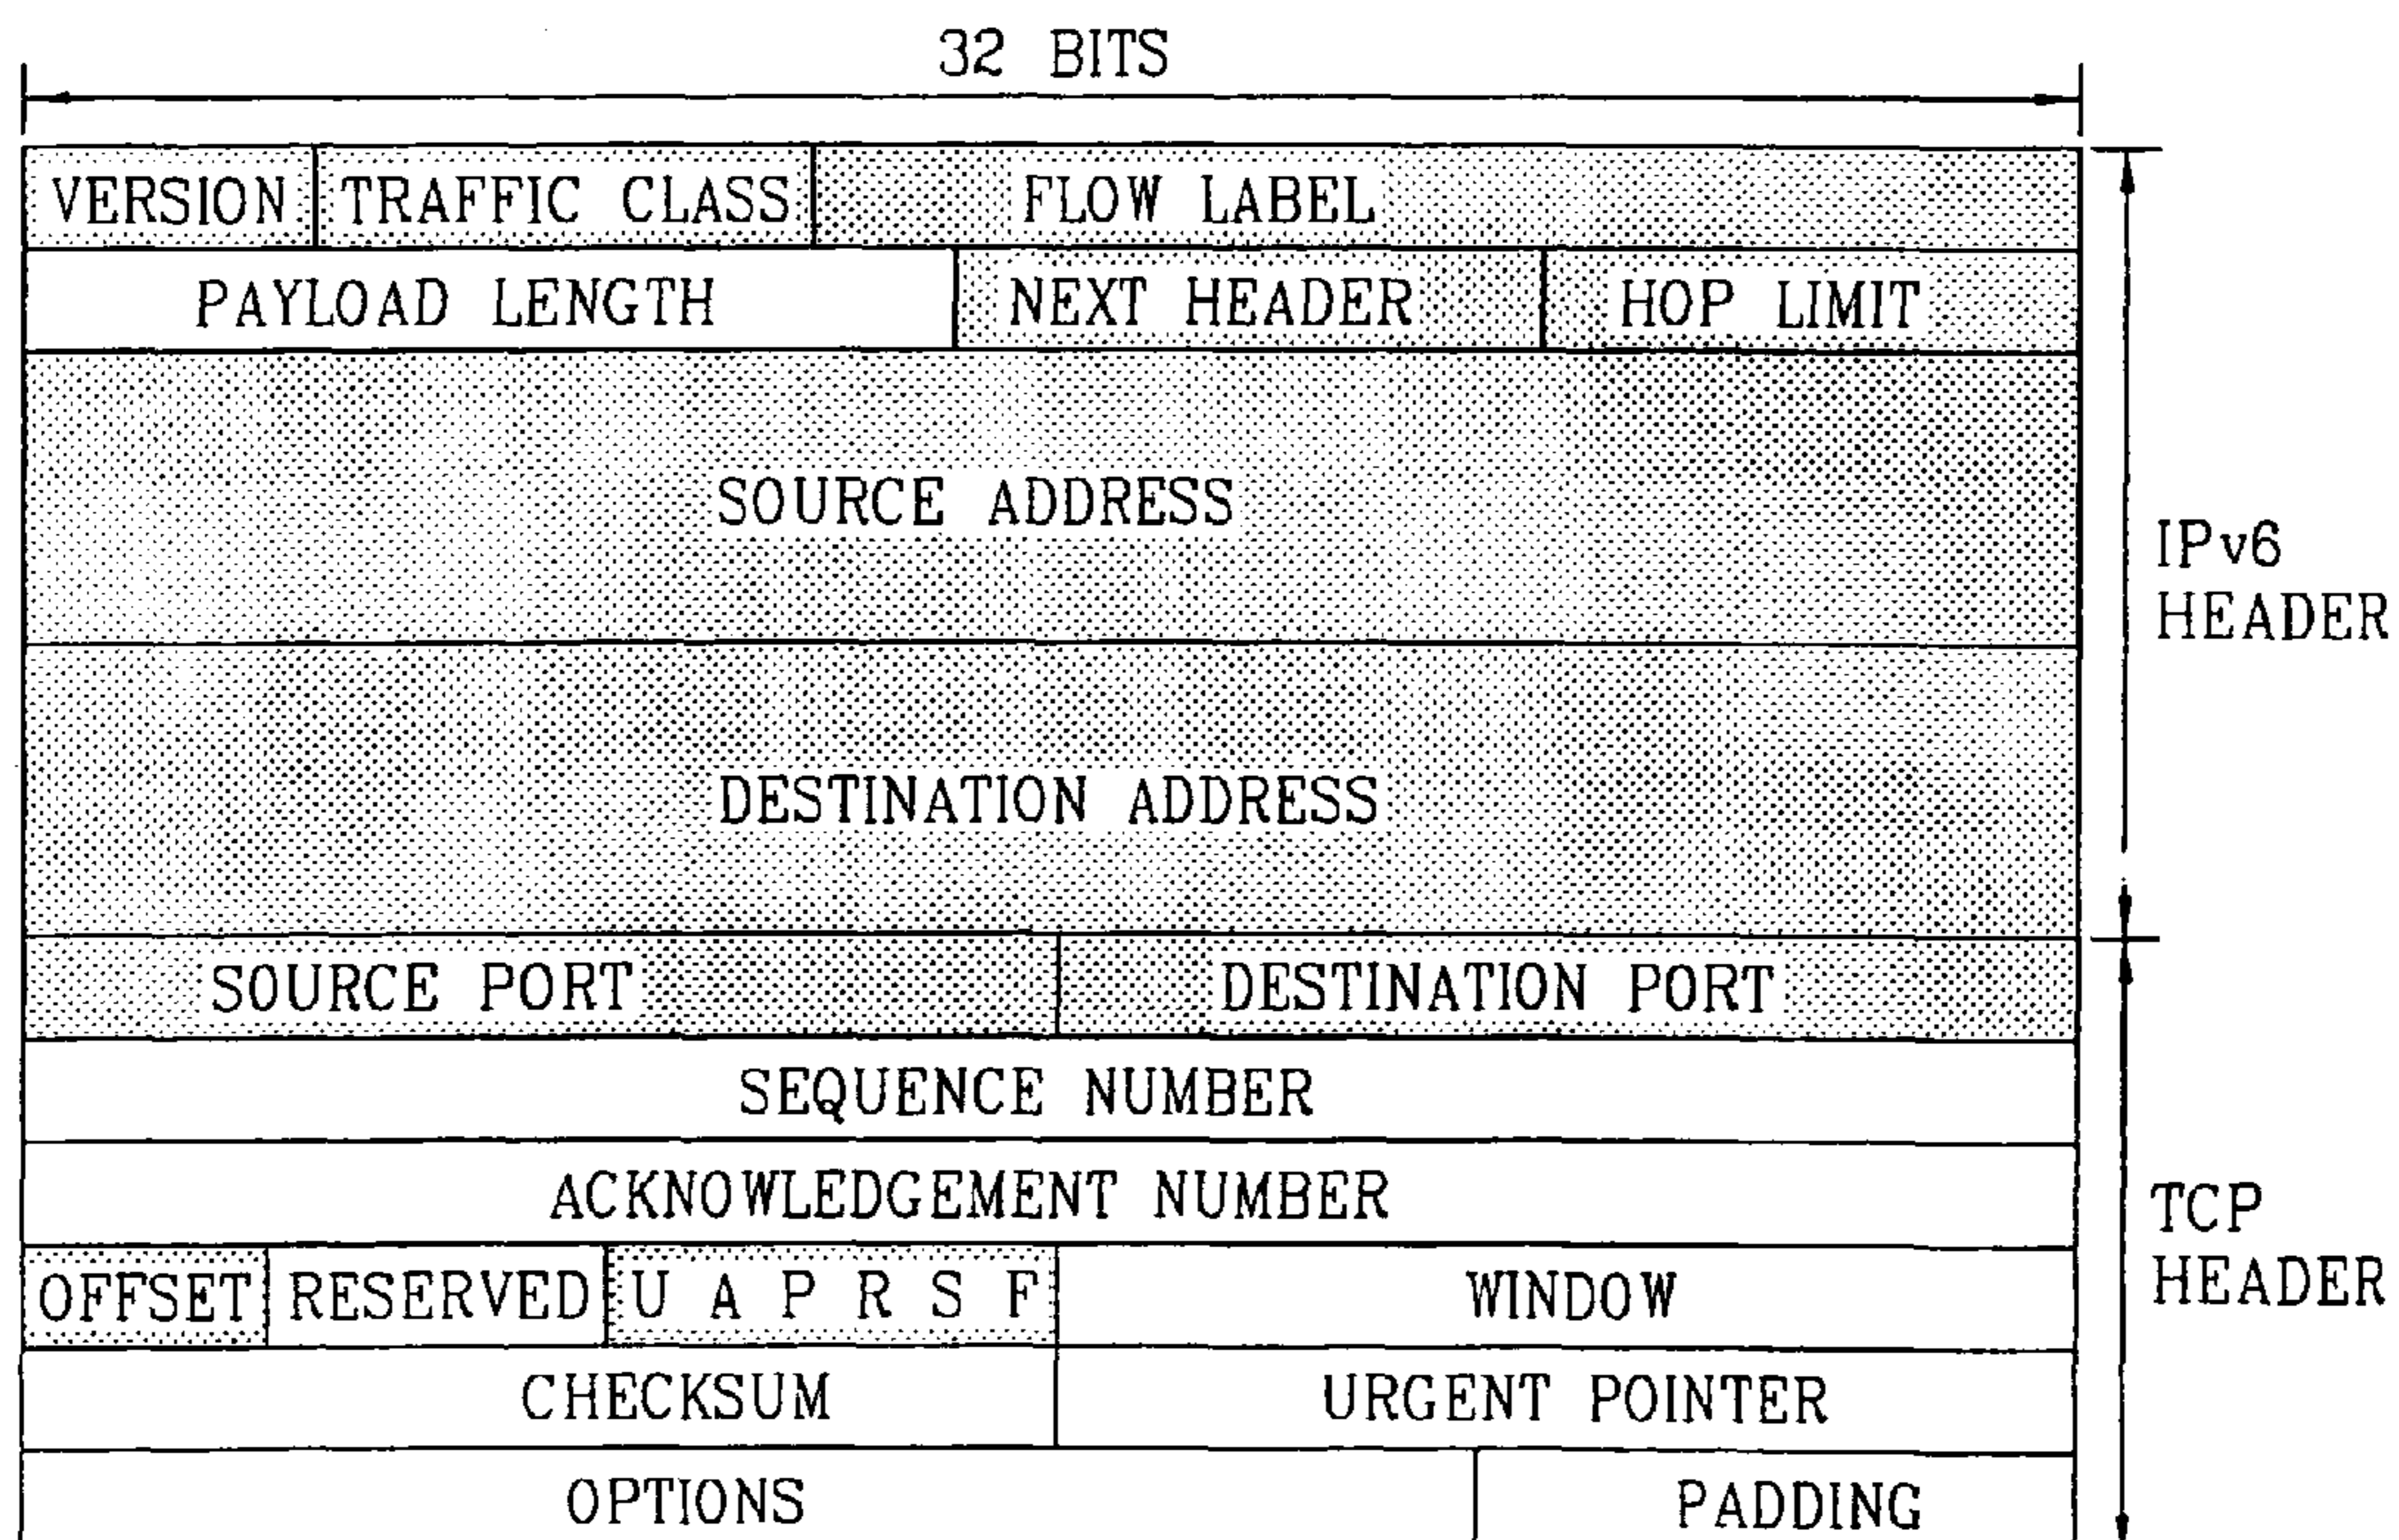 32 BITS
VERSION TRAFFIC CLASS FLOW LABEL
PAYLOAD LENGTH NEXT HEADER HOP LIMIT
SOURCE ADDRESS
IPv6
HEADER
DESTINATION ADDRESS
SOURCE PORT DESTINATION PORT
SEQUENCE NUMBER
ACKNOWLEDGEMENT NUMBER
TCP
HEADER
OFFSET RESERVED U A P R S F WINDOW
CHECKSUM URGENT POINTER
OPTIONS PADDING